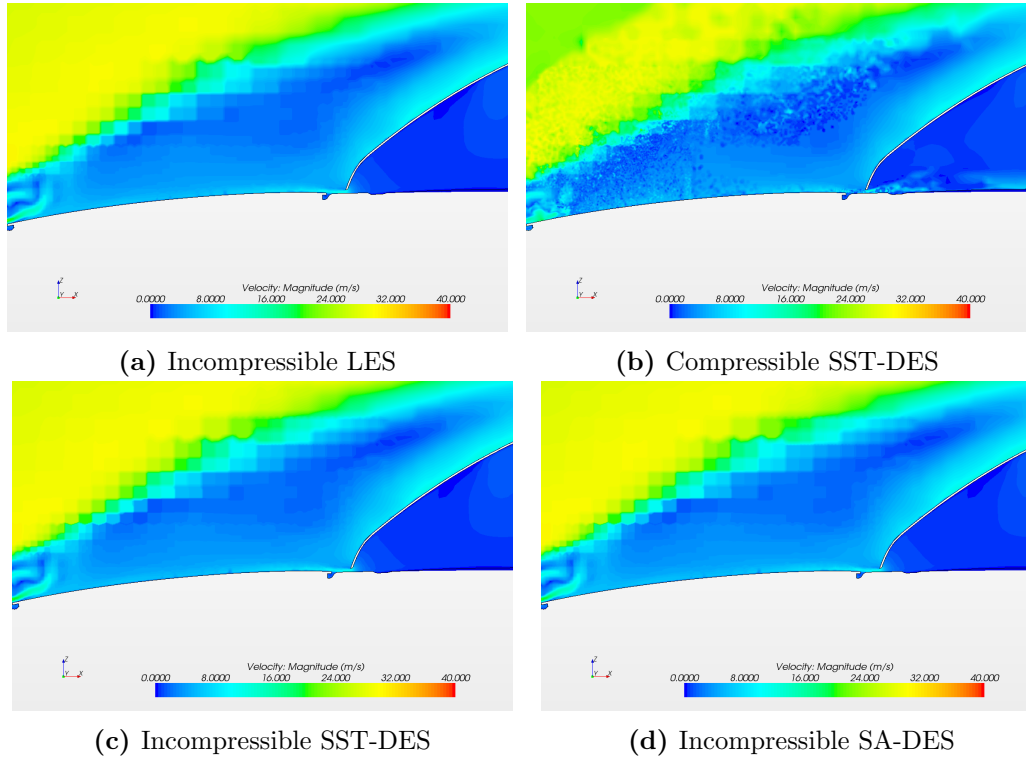 Z
Y X
Velocity: Magnitude (m/s)
0.0000 8.0000 16.000 24.000 32.000 40.000
(a) Incompressible LES
Z
Y X
Velocity: Magnitude (m/s)
0.0000 8.0000 16.000 24.000 32.000 40.000
(b) Compressible SST-DES
Z
Y X
Velocity: Magnitude (m/s)
0.0000 8.0000 16.000 24.000 32.000 40.000
(c) Incompressible SST-DES
Z
Y X
Velocity: Magnitude (m/s)
0.0000 8.0000 16.000 24.000 32.000 40.000
(d) Incompressible SA-DES